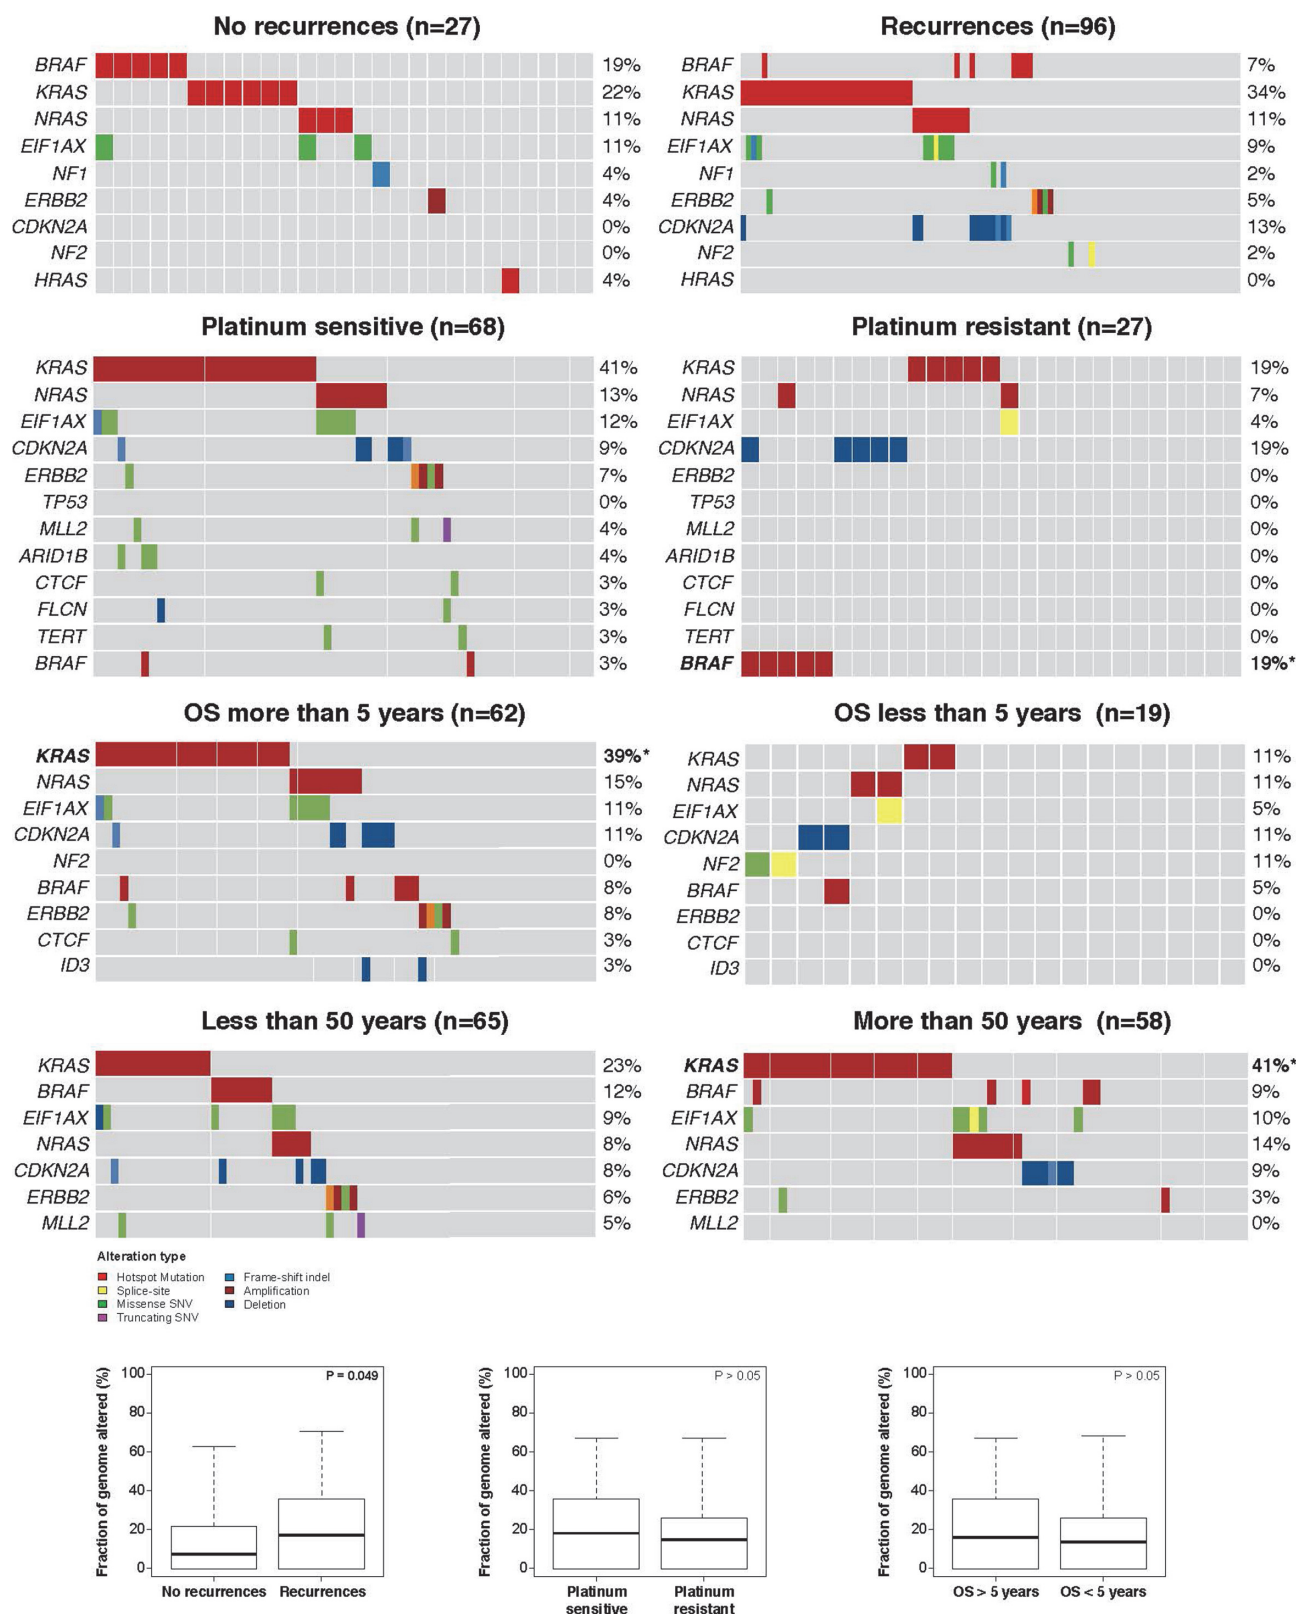 No recurrences (n=27)
BRAF 19%
KRAS 22%
NRAS 11%
EIF1AX 11%
NF1 4%
ERBB2 4%
CDKN2A 0%
NF2 0%
HRAS 4%
Recurrences (n=96)
BRAF 7%
KRAS 34%
NRAS 11%
EIF1AX 9%
NF1 2%
ERBB2 5%
CDKN2A 13%
NF2 2%
HRAS 0%
Platinum sensitive (n=68)
KRAS 41%
NRAS 13%
EIF1AX 12%
CDKN2A 9%
ERBB2 7%
TP53 0%
MLL2 4%
ARID1B 4%
CTCF 3%
FLCN 3%
TERT 3%
BRAF 3%
Platinum resistant (n=27)
KRAS 19%
NRAS 7%
EIF1AX 4%
CDKN2A 19%
ERBB2 0%
TP53 0%
MLL2 0%
ARID1B 0%
CTCF 0%
FLCN 0%
TERT 0%
BRAF 19%*
OS more than 5 years (n=62)
KRAS 39%*
NRAS 15%
EIF1AX 11%
CDKN2A 11%
NF2 0%
BRAF 8%
ERBB2 8%
CTCF 3%
ID3 3%
OS less than 5 years (n=19)
KRAS 11%
NRAS 11%
EIF1AX 5%
CDKN2A 11%
NF2 11%
BRAF 5%
ERBB2 0%
CTCF 0%
ID3 0%
Less than 50 years (n=65)
KRAS 23%
BRAF 12%
EIF1AX 9%
NRAS 8%
CDKN2A 8%
ERBB2 6%
MLL2 5%
More than 50 years (n=58)
KRAS 41%*
BRAF 9%
EIF1AX 10%
NRAS 14%
CDKN2A 9%
ERBB2 3%
MLL2 0%
Alteration type
Hotspot Mutation
Splice-site
Missense SNV
Truncating SNV
Frame-shift indel
Amplification
Deletion
Fraction of genome altered (%)
100
80
60
40
20
0
P = 0.049
No recurrences Recurrences
Fraction of genome altered (%)
100
80
60
40
20
0
P > 0.05
Platinum sensitive
Platinum resistant
Fraction of genome altered (%)
100
80
60
40
20
0
P > 0.05
OS > 5 years OS < 5 years